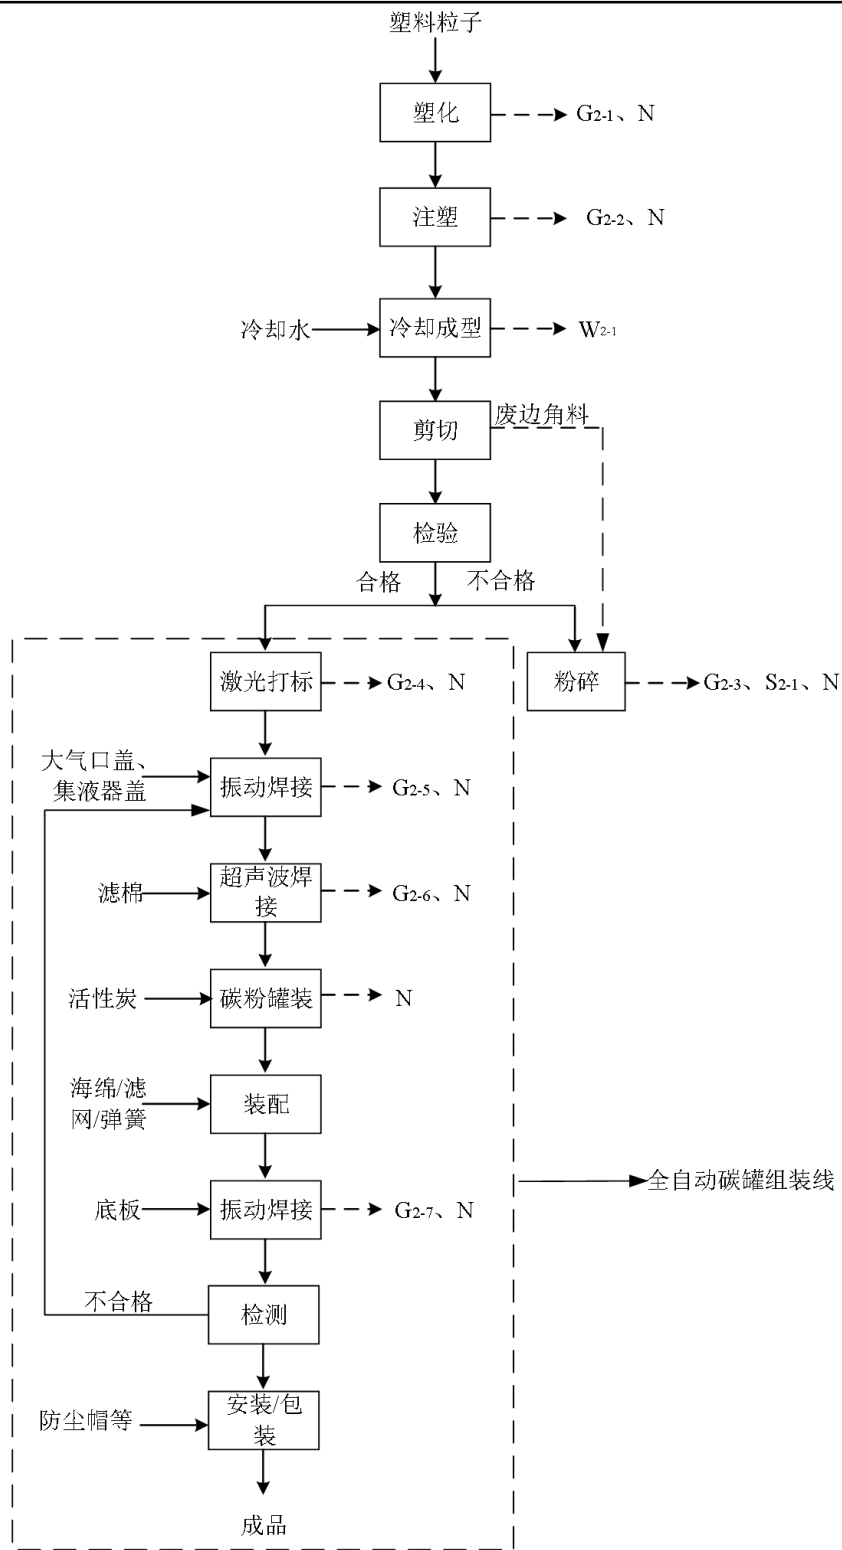 塑料粒子
塑化
G2-1、N
注塑
G2-2、N
冷却水
冷却成型
W2-1
剪切
废边角料
检验
合格
不合格
激光打标
G2-4、N
粉碎
G2-3、S2-1、N
大气口盖、
集液器盖
振动焊接
G2-5、N
滤棉
超声波焊
接
G2-6、N
活性炭
碳粉罐装
N
海绵/滤
网/弹簧
装配
全自动碳罐组装线
底板
振动焊接
G2-7、N
不合格
检测
防尘帽等
安装/包
装
成品